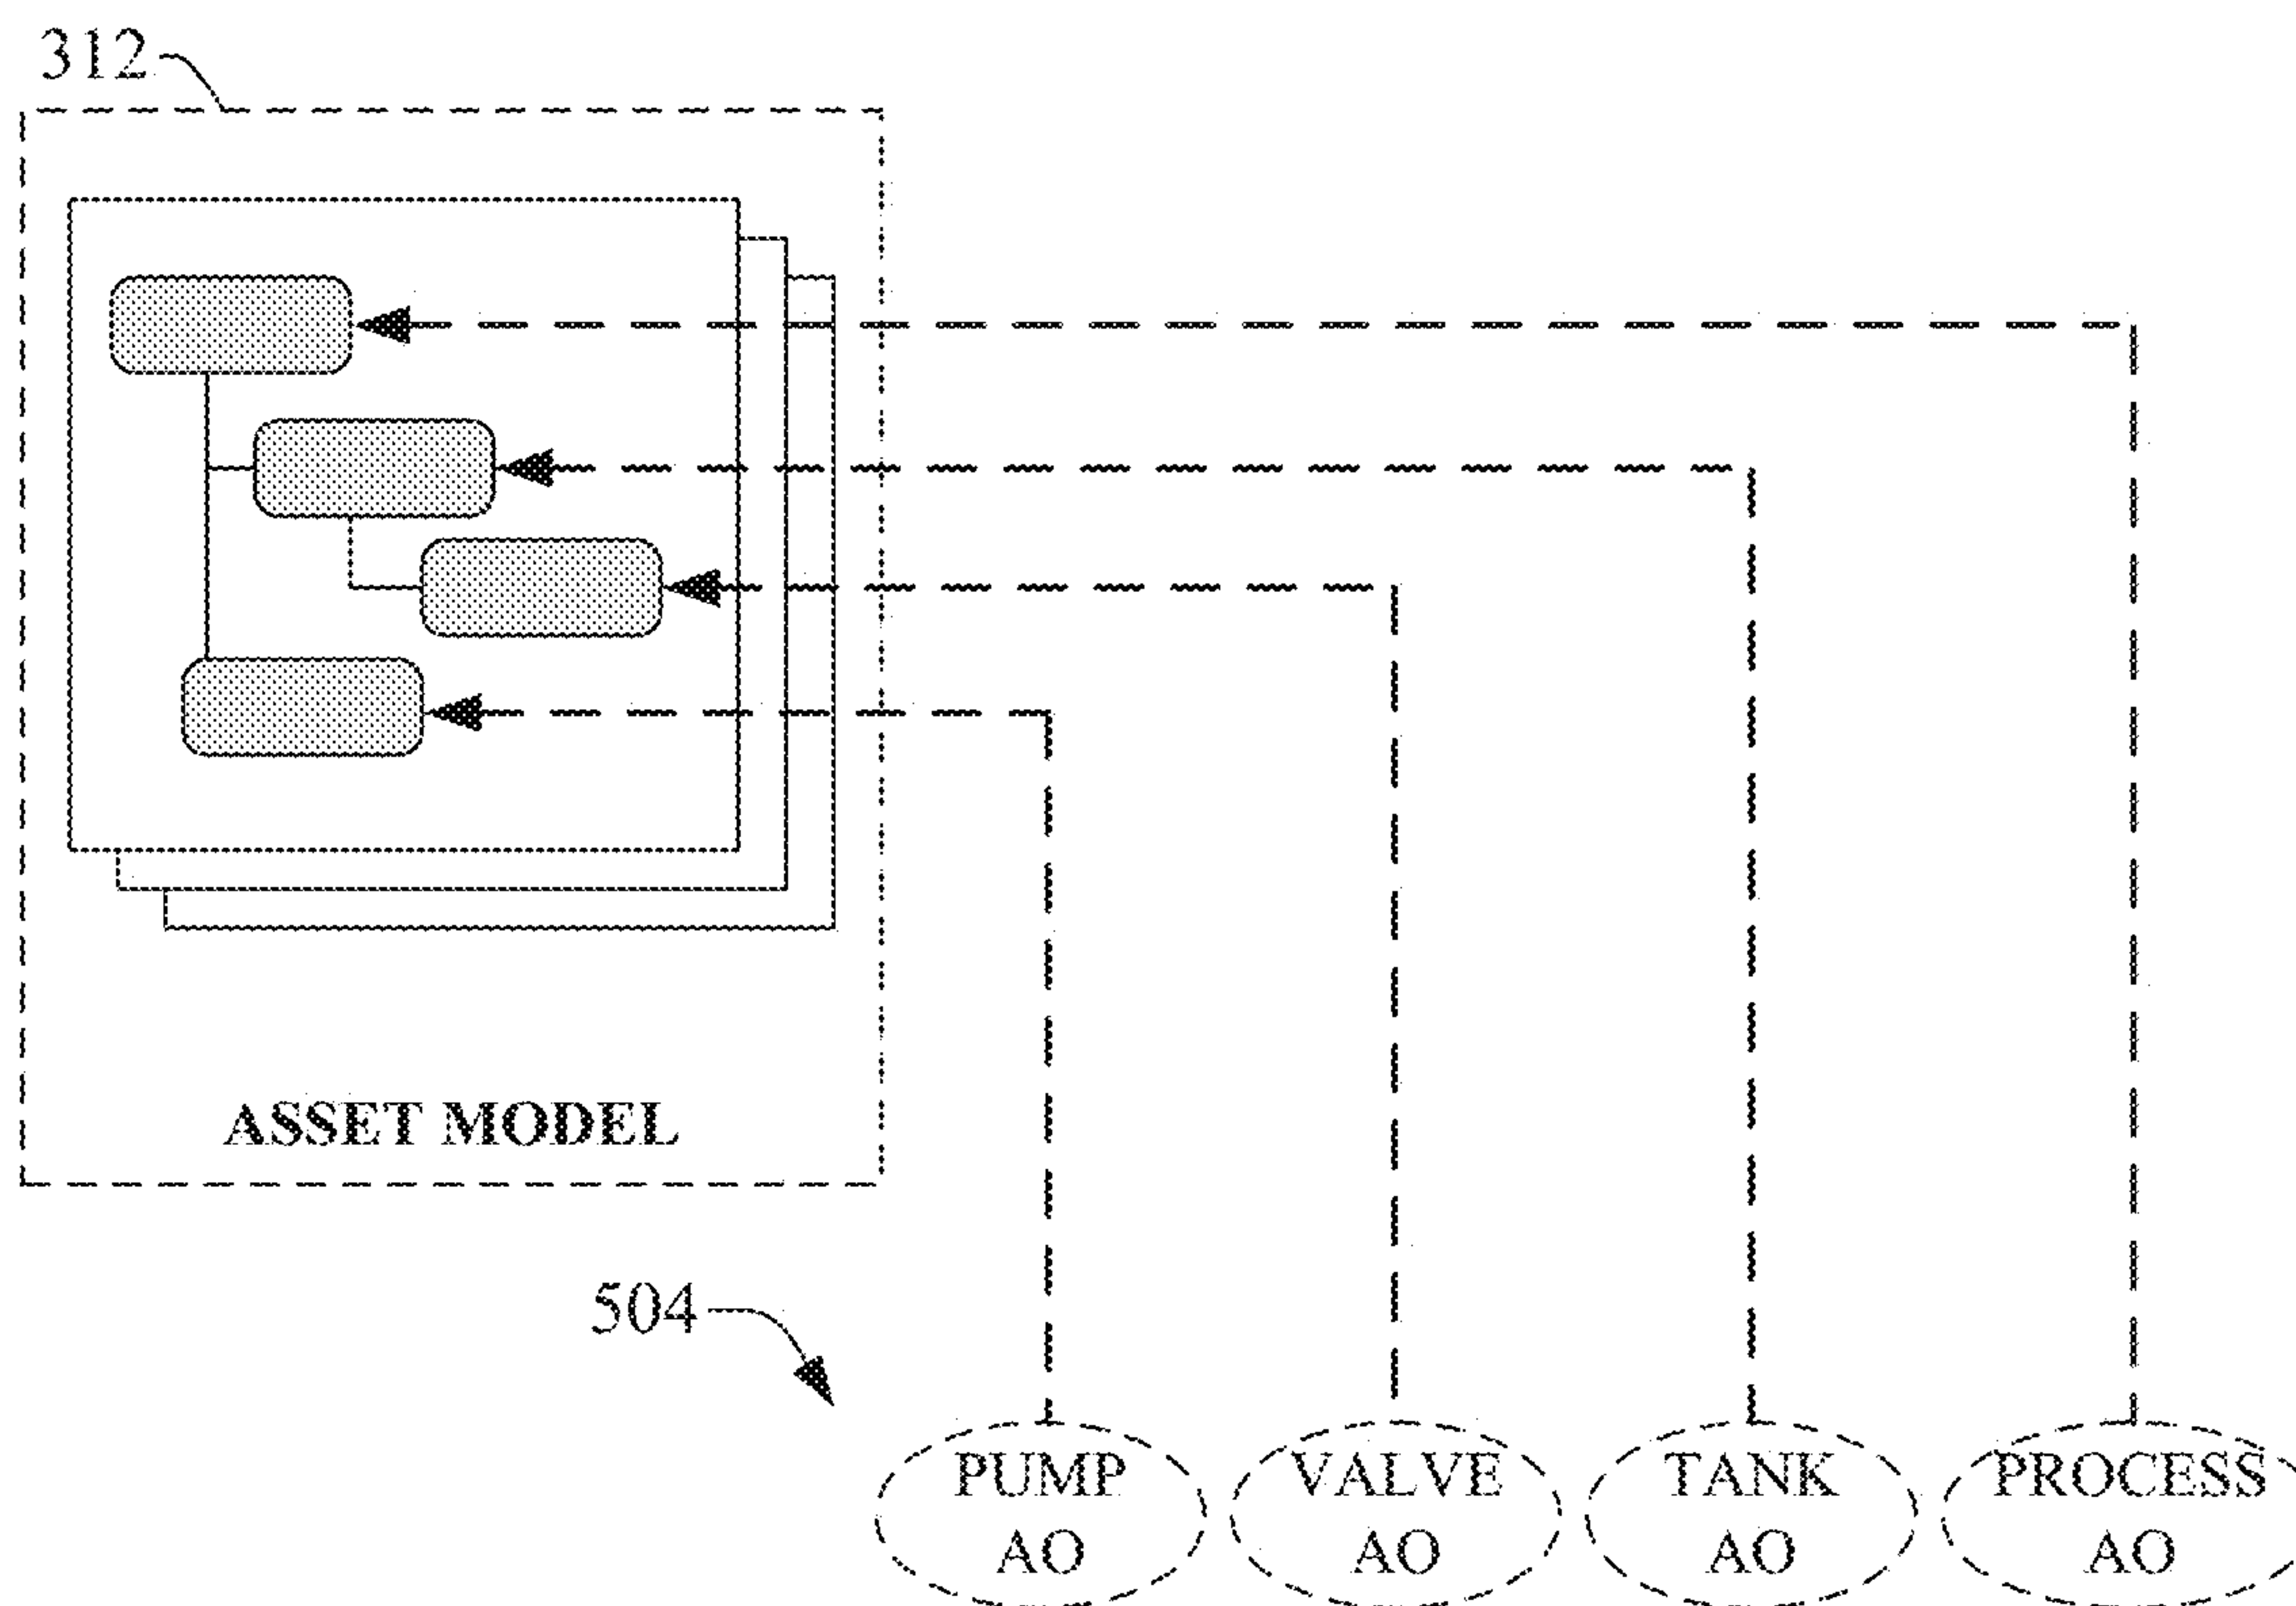 312
ASSET MODEL
504
PUMP
AO
VALVE
AO
TANK
AO
PROCESS
AO